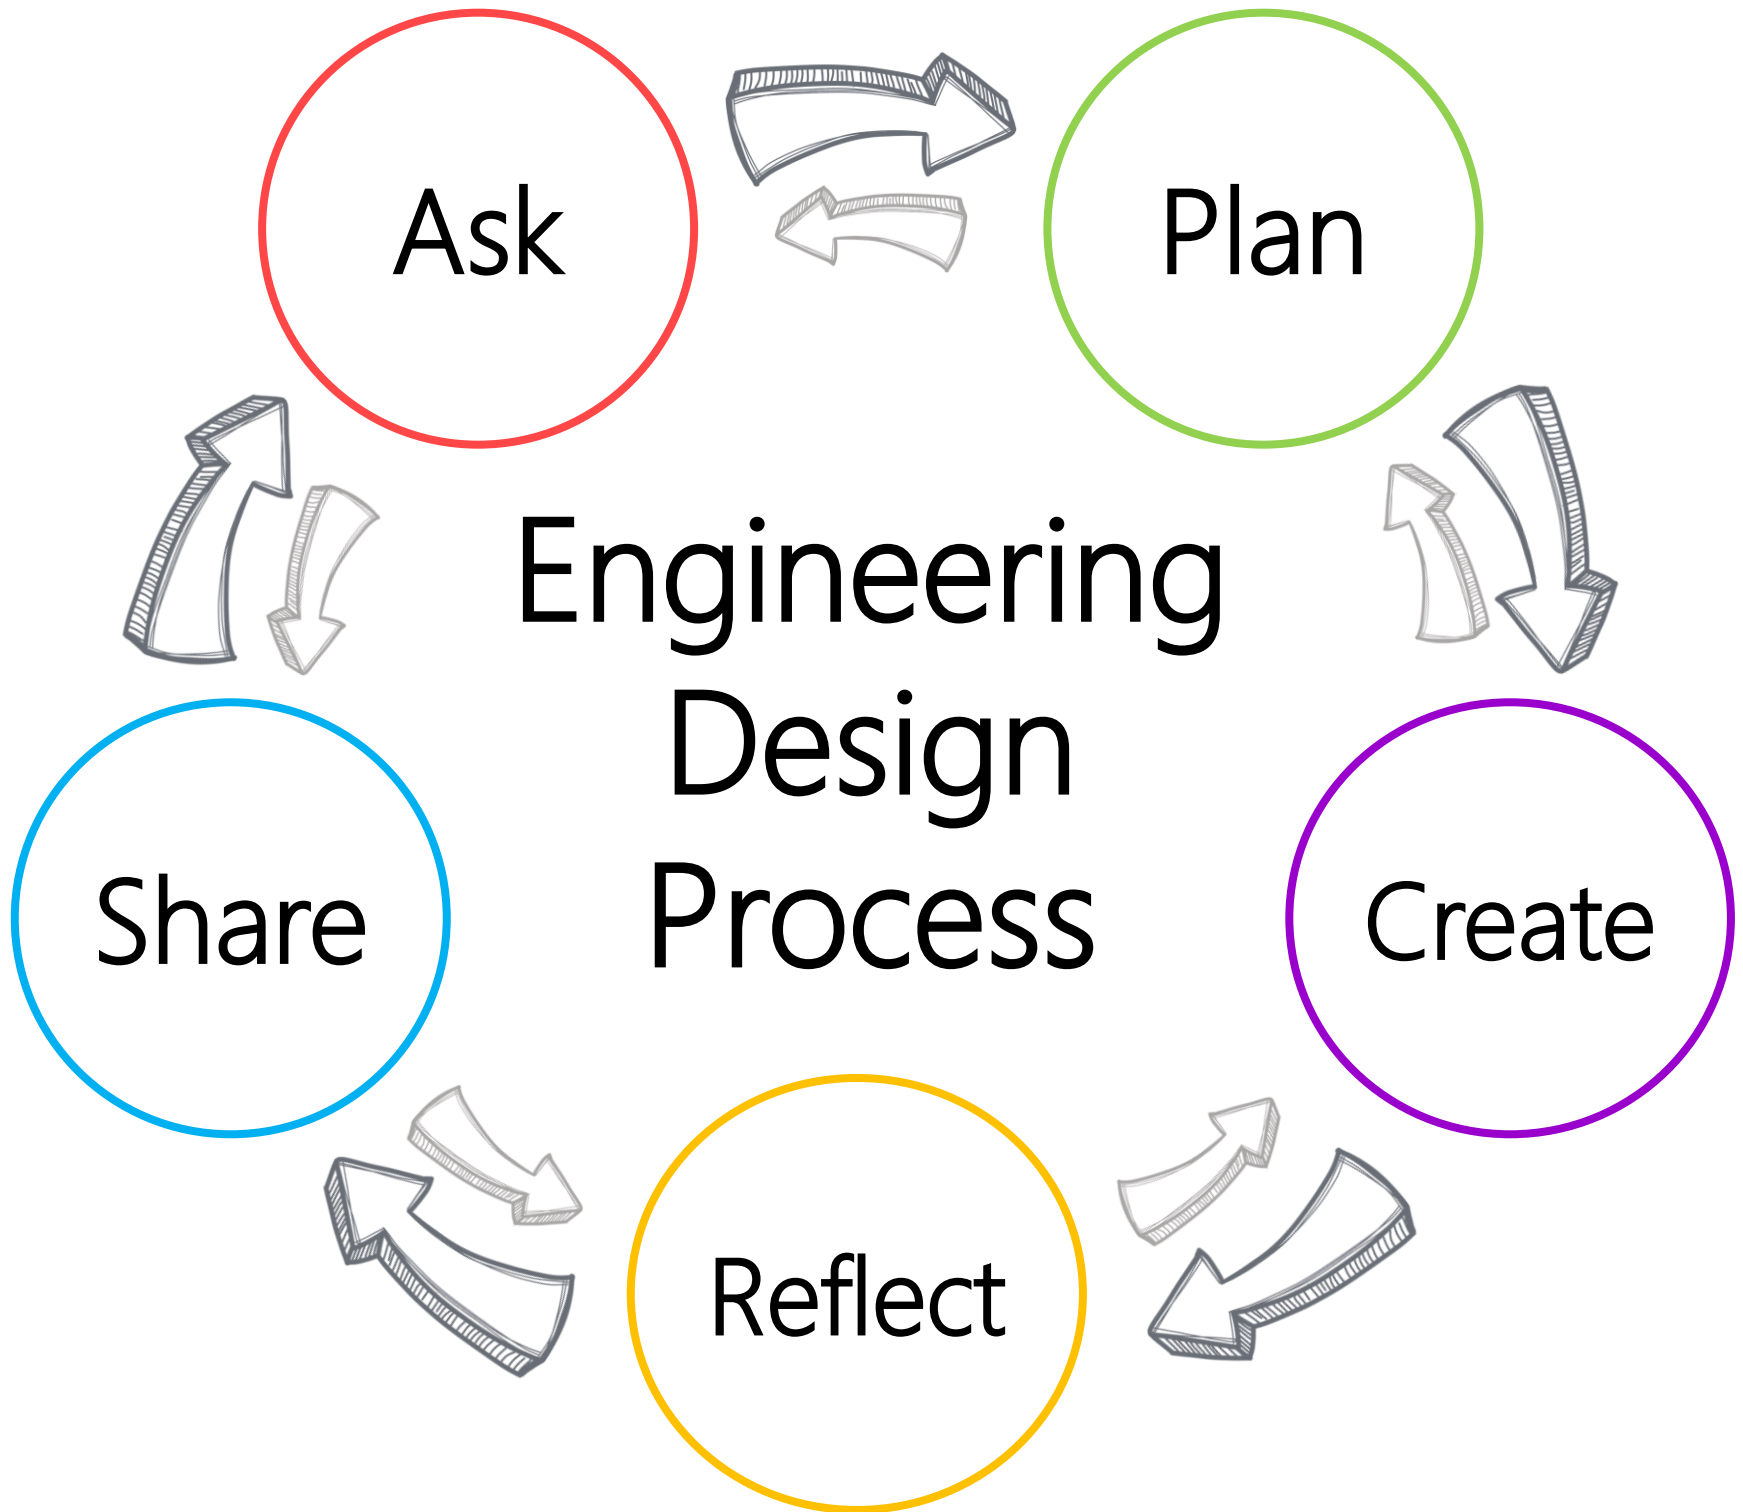 Ask
Plan
Engineering
Design
Process
Share
Create
Reflect